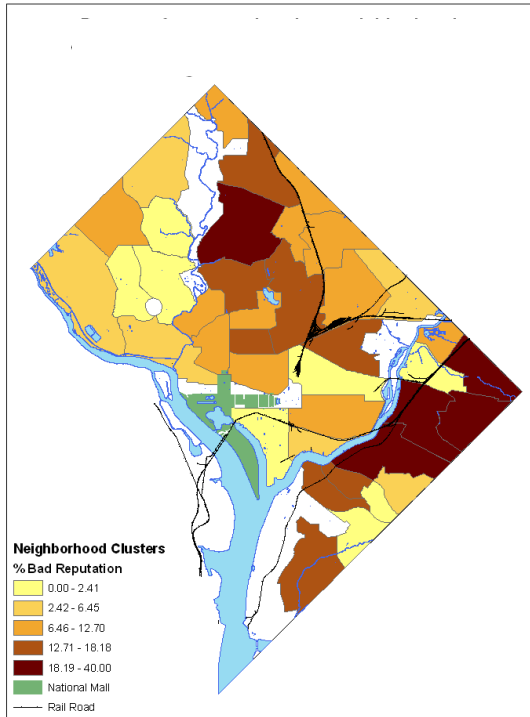 Neighborhood Clusters
% Bad Reputation
0.00 - 2.41
2.42 - 6.45
6.46 - 12.70
12.71 - 18.18
18.19 - 40.00
National Mall
Rail Road